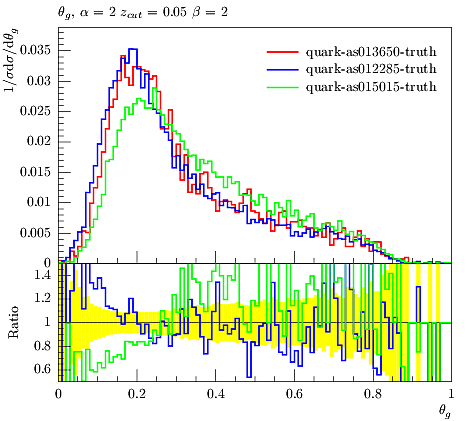 θg, α = 2 zcut = 0.05 β = 2
1/σdσ/dθg
0.035
0.03
0.025
0.02
0.015
0.01
0.005
0
quark-as013650-truth
quark-as012285-truth
quark-as015015-truth
Ratio
1.4
1.2
1
0.8
0.6
0 0.2 0.4 0.6 0.8 1
θg